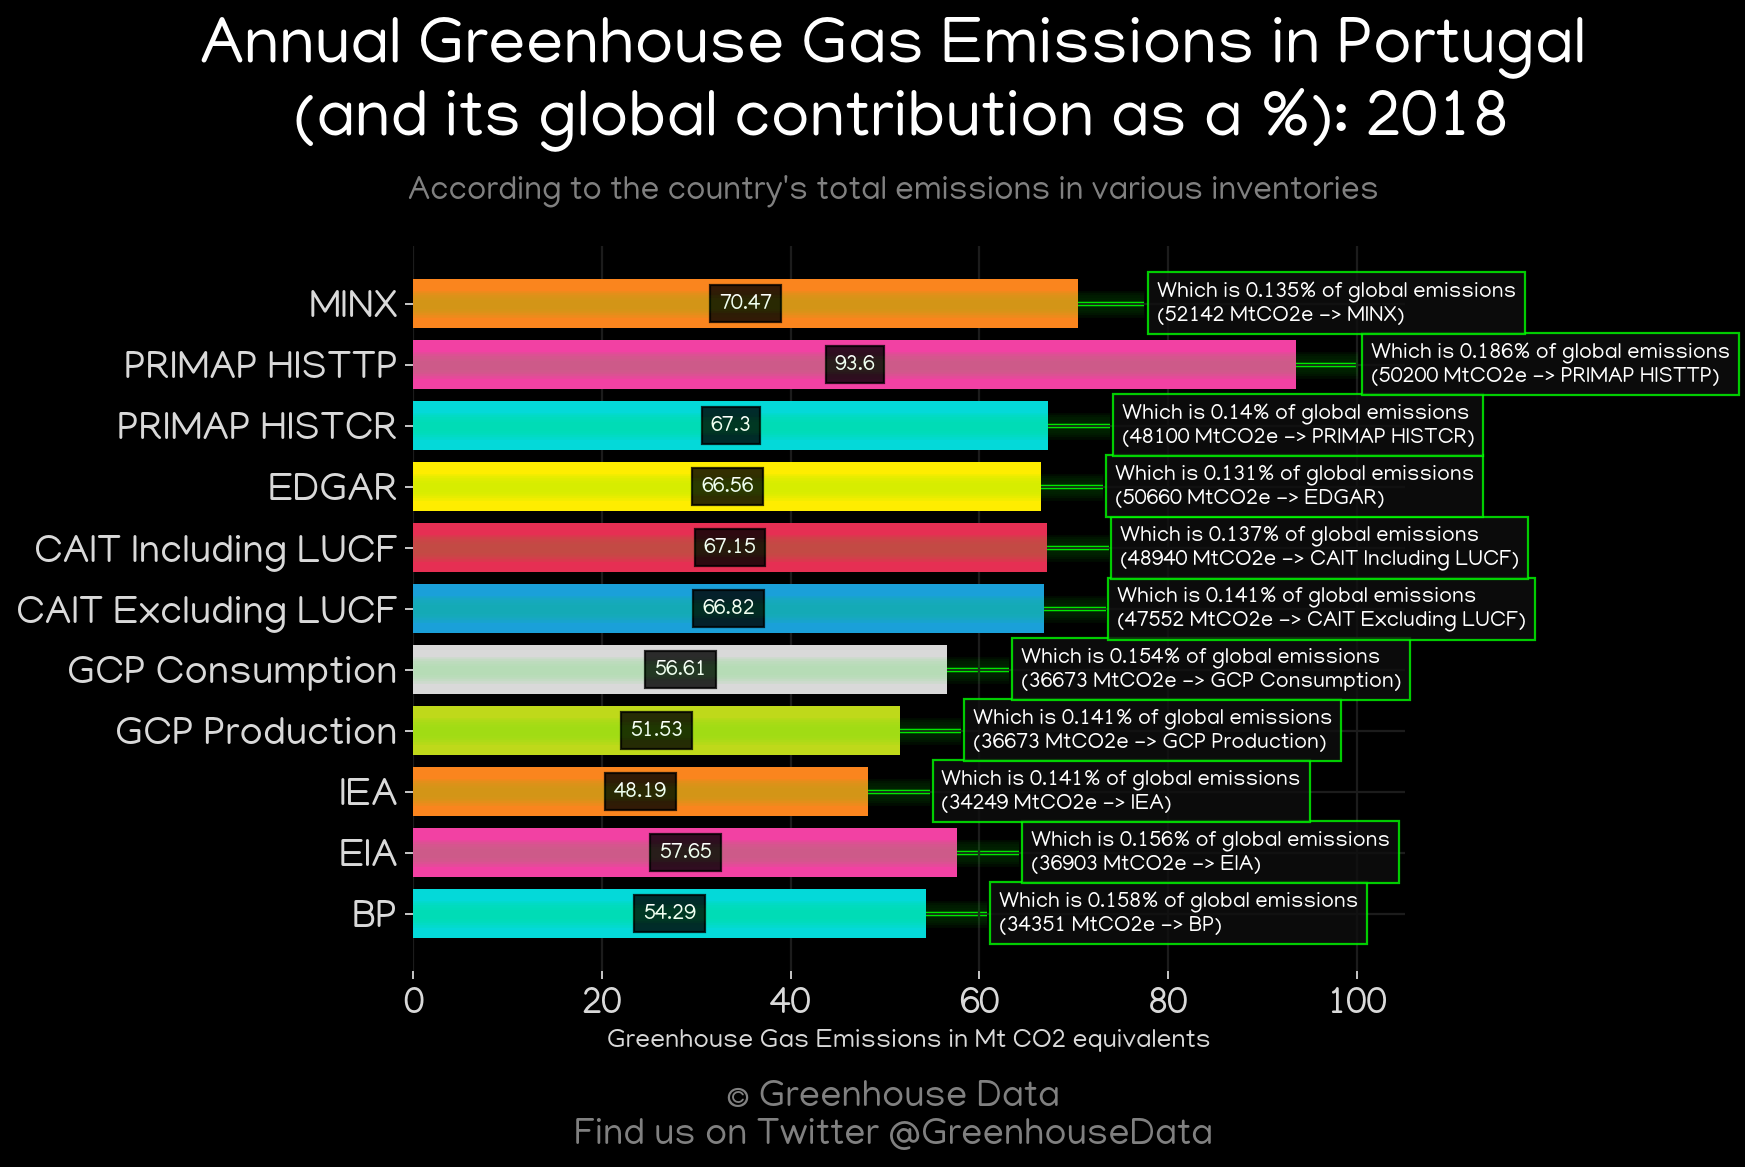 Annual Greenhouse Gas Emissions in Portugal
(and its global contribution as a %): 2018
According to the country's total emissions in various inventories
MINX
70.47
Which is 0.135% of global emissions
(52142 MtCO2e -> MINX)
PRIMAP HISTTP
93.6
Which is 0.186% of global emissions
(50200 MtCO2e -> PRIMAP HISTTP)
PRIMAP HISTCR
67.3
Which is 0.14% of global emissions
(48100 MtCO2e -> PRIMAP HISTCR)
EDGAR
66.56
Which is 0.131% of global emissions
(50660 MtCO2e -> EDGAR)
CAIT Including LUCF
67.15
Which is 0.137% of global emissions
(48940 MtCO2e -> CAIT Including LUCF)
CAIT Excluding LUCF
66.82
Which is 0.141% of global emissions
(47552 MtCO2e -> CAIT Excluding LUCF)
GCP Consumption
56.61
Which is 0.154% of global emissions
(36673 MtCO2e -> GCP Consumption)
GCP Production
51.53
Which is 0.141% of global emissions
(36673 MtCO2e -> GCP Production)
IEA
48.19
Which is 0.141% of global emissions
(34249 MtCO2e -> IEA)
EIA
57.65
Which is 0.156% of global emissions
(36903 MtCO2e -> EIA)
BP
54.29
Which is 0.158% of global emissions
(34351 MtCO2e -> BP)
0 20 40 60 80 100
Greenhouse Gas Emissions in Mt CO2 equivalents
© Greenhouse Data
Find us on Twitter @GreenhouseData